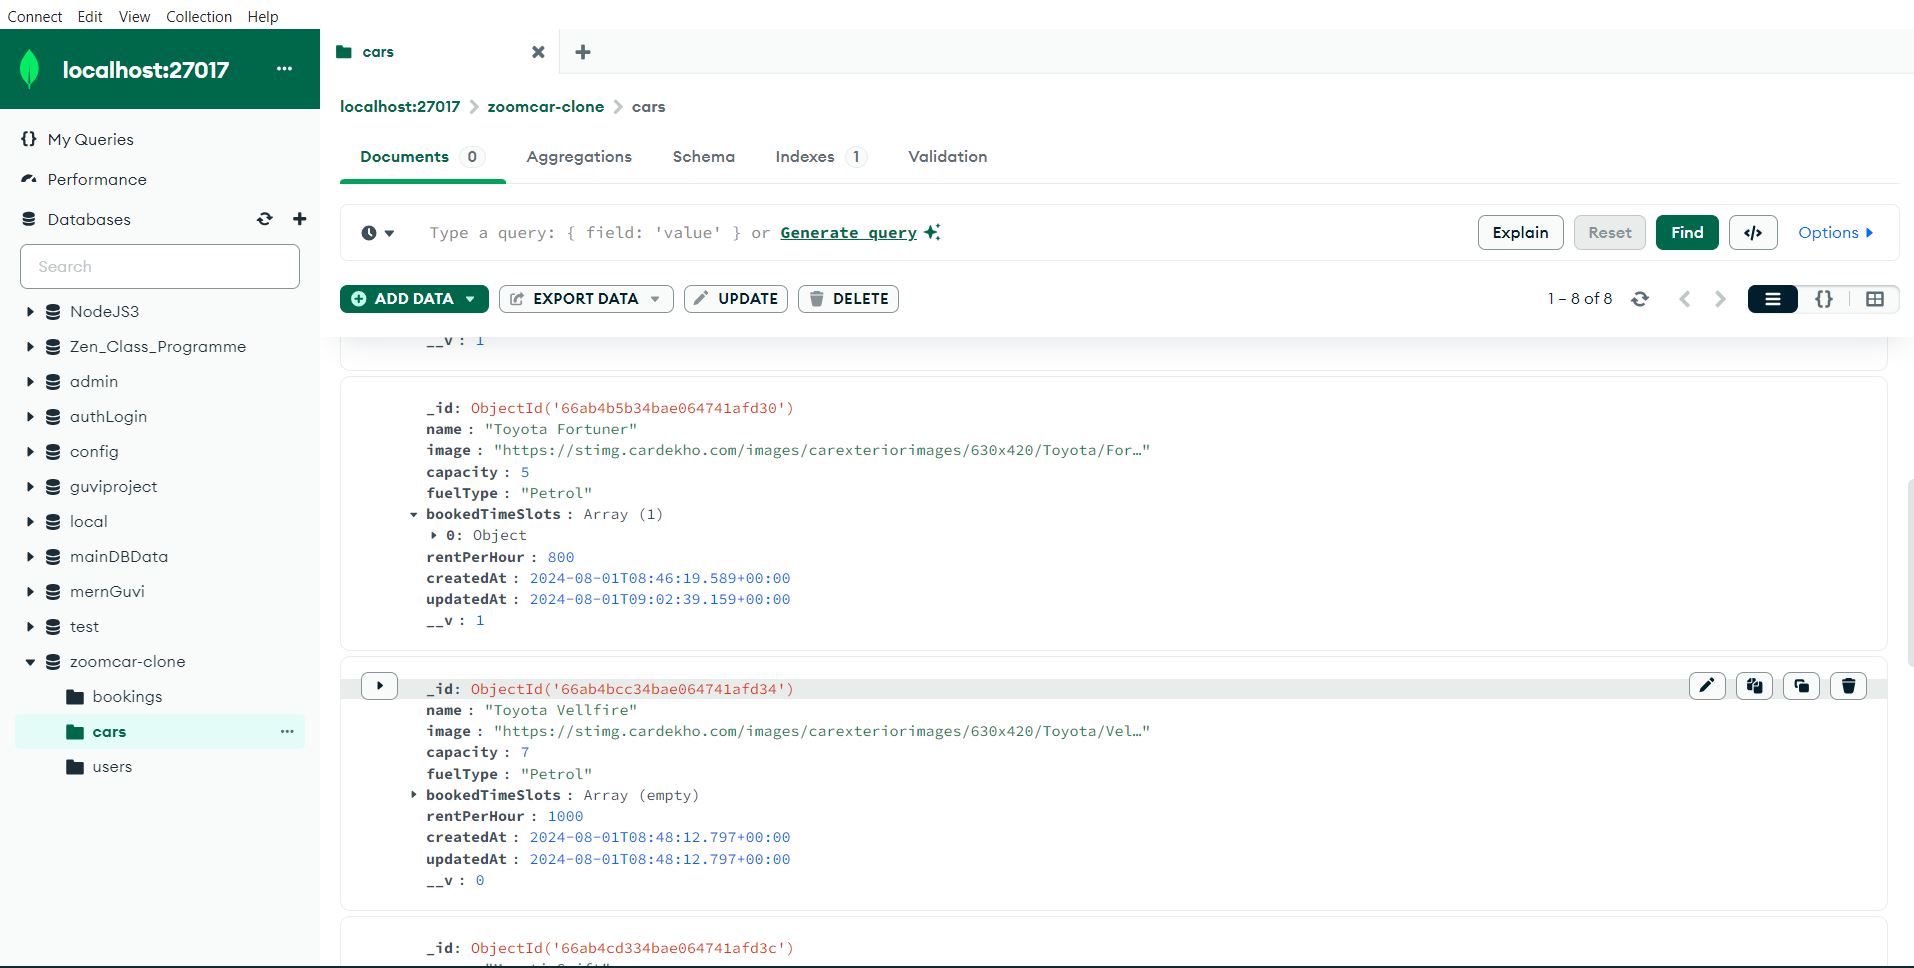 Connect Edit View Collection Help
localhost:27017 ...
cars
localhost:27017 > zoomcar-clone > cars
{} My Queries
Performance
Databases
Search
NodeJS3
Zen_Class_Programme
admin
authLogin
config
guviproject
local
mainDBData
mernGuvi
test
zoomcar-clone
bookings
cars ...
users
Documents 0 Aggregations Schema Indexes 1 Validation
Type a query: { field: 'value' } or Generate query
Explain Reset Find </> Options
ADD DATA EXPORT DATA UPDATE DELETE
1 – 8 of 8 {}
__v : 1
_id: ObjectId('66ab4b5b34bae064741afd30')
name : "Toyota Fortuner"
image : "https://stimg.cardekho.com/images/carexteriorimages/630x420/Toyota/For…"
capacity : 5
fuelType : "Petrol"
bookedTimeSlots : Array (1)
0: Object
rentPerHour : 800
createdAt : 2024-08-01T08:46:19.589+00:00
updatedAt : 2024-08-01T09:02:39.159+00:00
__v : 1
_id: ObjectId('66ab4bcc34bae064741afd34')
name : "Toyota Vellfire"
image : "https://stimg.cardekho.com/images/carexteriorimages/630x420/Toyota/Vel…"
capacity : 7
fuelType : "Petrol"
bookedTimeSlots : Array (empty)
rentPerHour : 1000
createdAt : 2024-08-01T08:48:12.797+00:00
updatedAt : 2024-08-01T08:48:12.797+00:00
__v : 0
_id: ObjectId('66ab4cd334bae064741afd3c')